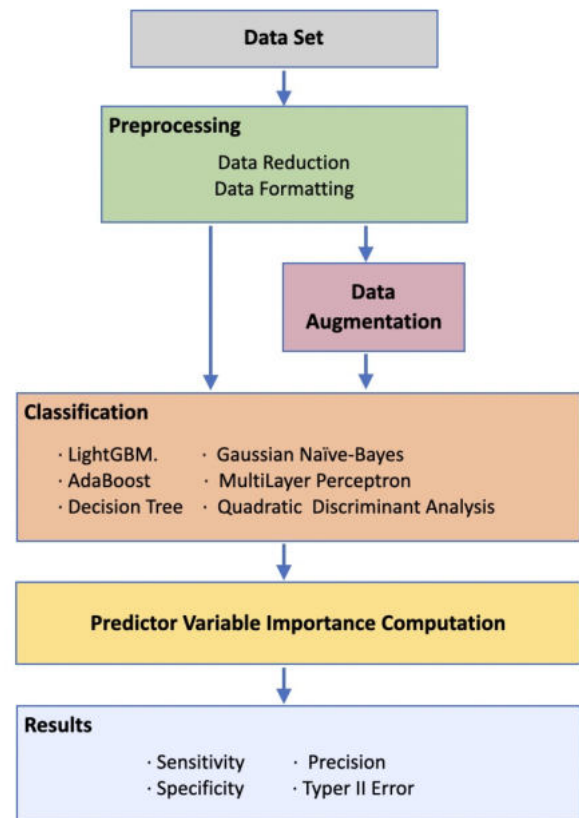 Data Set
Preprocessing
Data Reduction
Data Formatting
Data
Augmentation
Classification
· LightGBM. · Gaussian Naïve-Bayes
· AdaBoost · MultiLayer Perceptron
· Decision Tree · Quadratic Discriminant Analysis
Predictor Variable Importance Computation
Results
· Sensitivity · Precision
· Specificity · Typer II Error